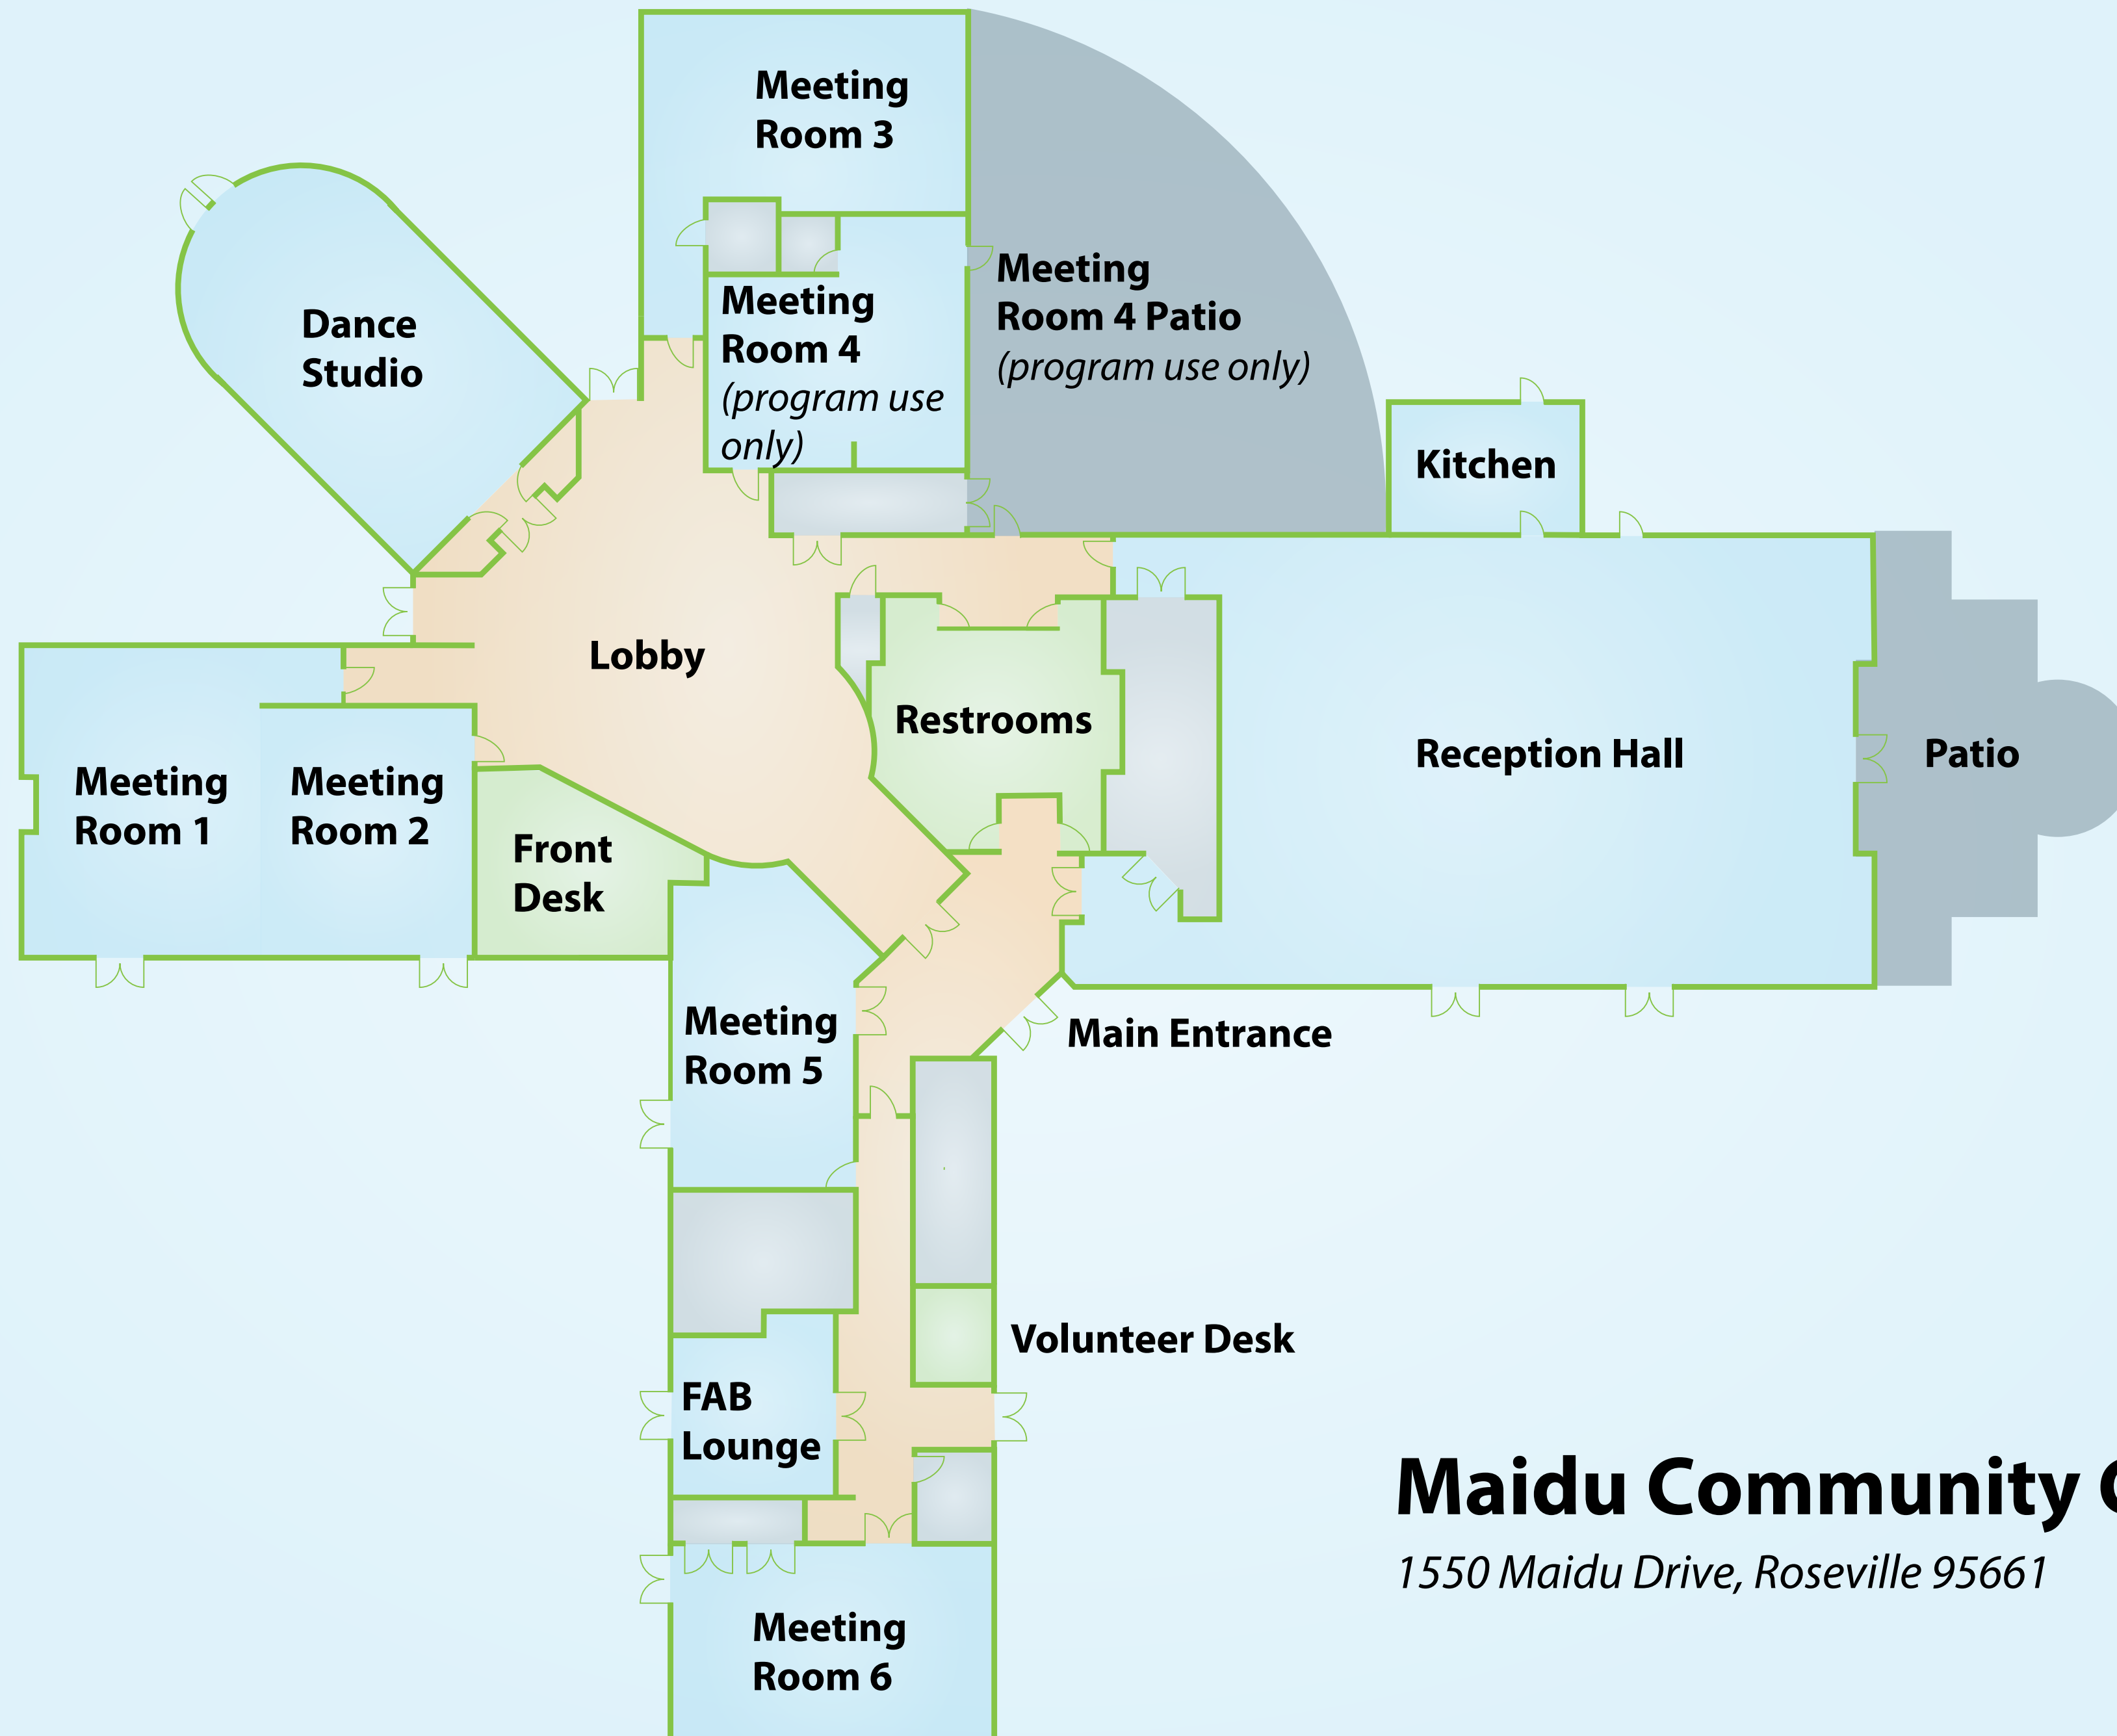 Meeting
Room 3
Meeting
Room 4 Patio
(program use only)
Meeting
Room 4
(program use
only)
Dance
Studio
Kitchen
Lobby
Restrooms
Reception Hall
Patio
Meeting
Room 1
Meeting
Room 2
Front
Desk
Meeting
Room 5
Main Entrance
Volunteer Desk
FAB
Lounge
Maidu Community
1550 Maidu Drive, Roseville 95661
Meeting
Room 6